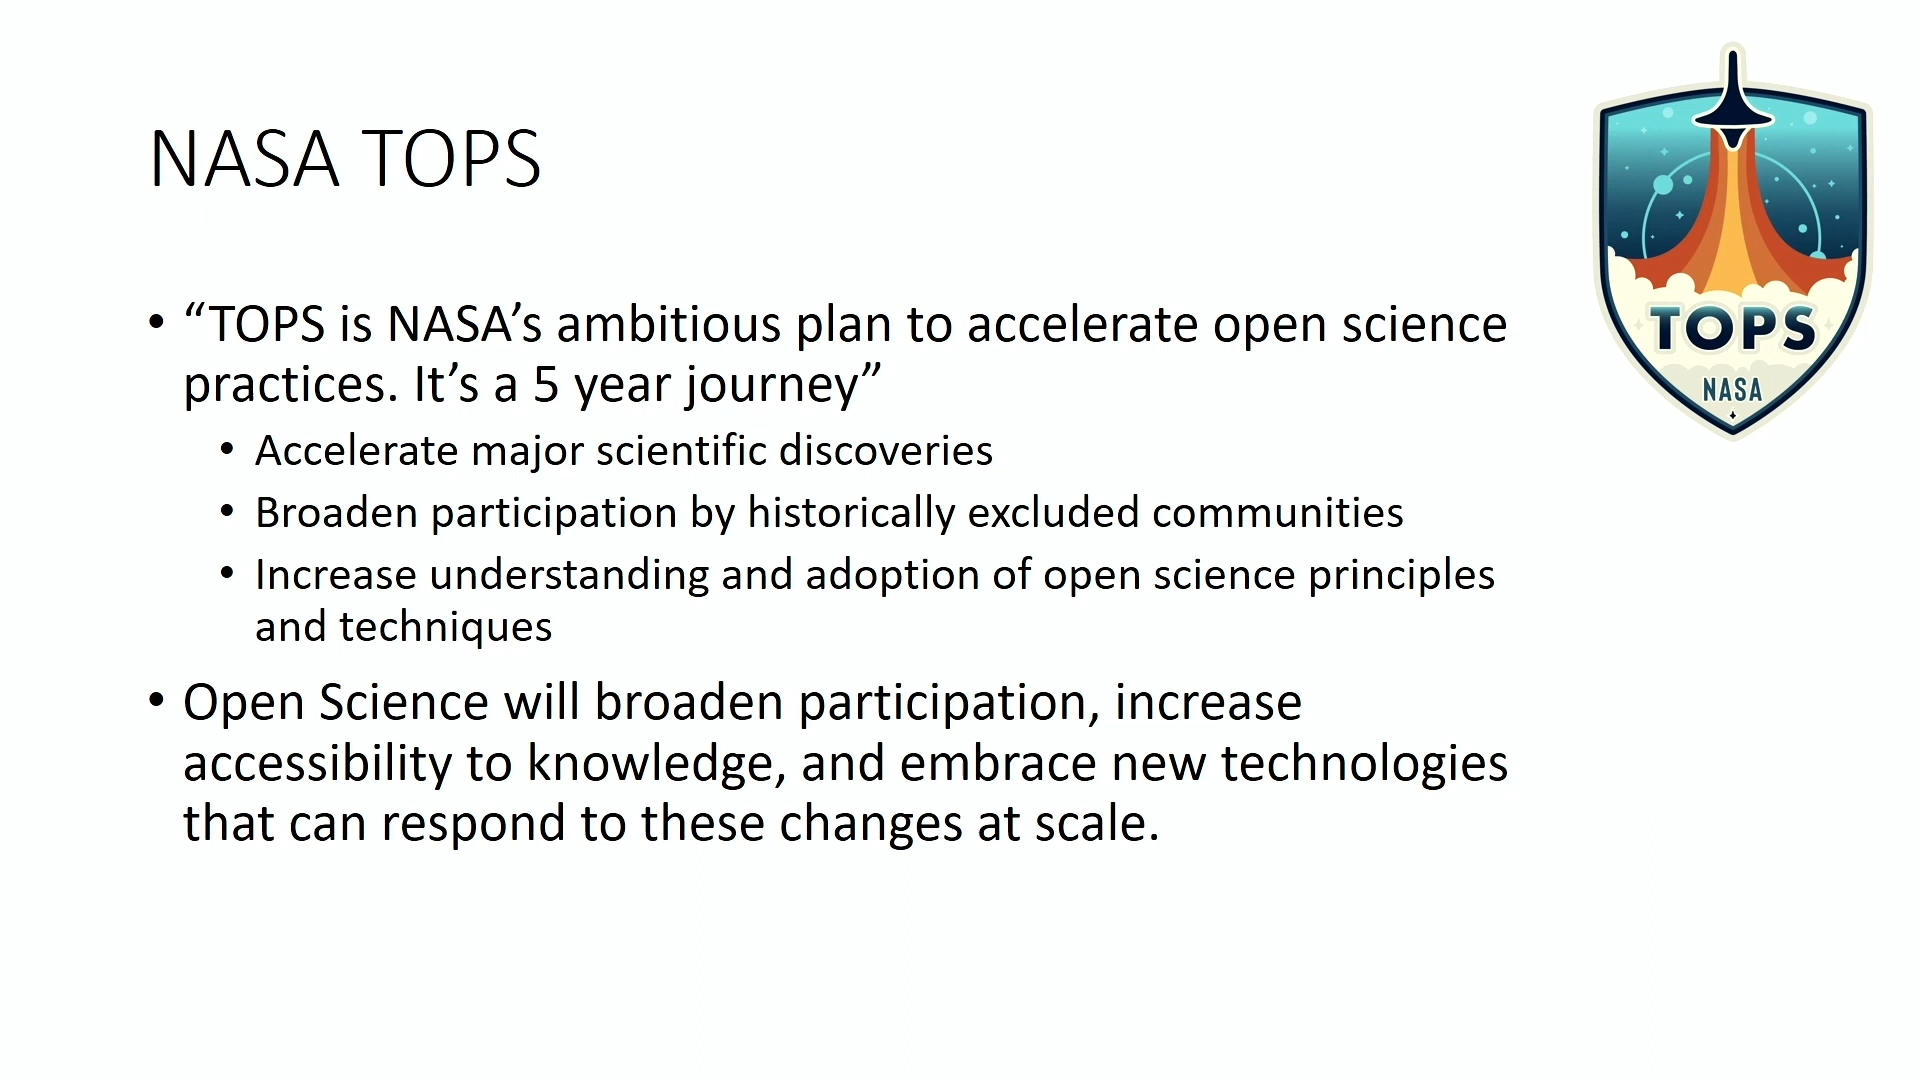 NASA TOPS
• “TOPS is NASA’s ambitious plan to accelerate open science
practices. It’s a 5 year journey”
• Accelerate major scientific discoveries
• Broaden participation by historically excluded communities
• Increase understanding and adoption of open science principles
and techniques
• Open Science will broaden participation, increase
accessibility to knowledge, and embrace new technologies
that can respond to these changes at scale.
TOPS
NASA